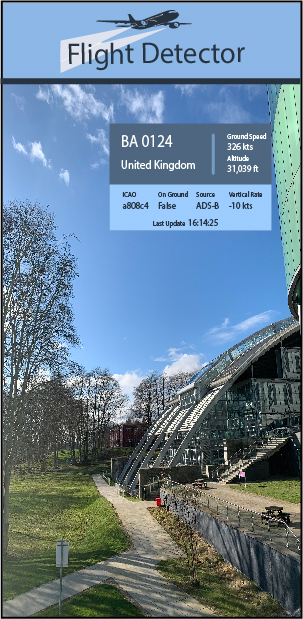 Flight Detector
BA 0124
United Kingdom
Ground Speed
326 kts
Altitude
31,039 ft
ICAO On Ground Source Vertical Rate
a808c4 False ADS-B -10 kts
Last Update 16:14:25